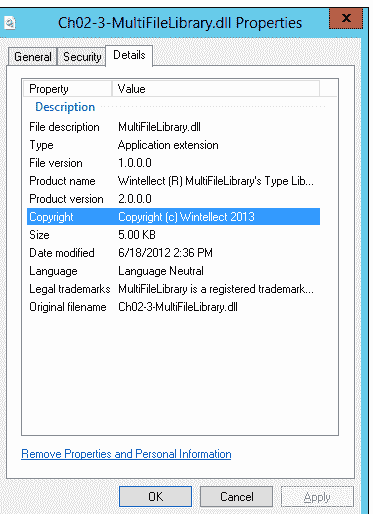 Ch02-3-MultiFileLibrary.dll Properties
x
General Security Details
Property Value
Description
File description MultiFileLibrary.dll
Type Application extension
File version 1.0.0.0
Product name Wintellect (R) MultiFileLibrary's Type Lib...
Product version 2.0.0.0
Copyright Copyright (c) Wintellect 2013
Size 5.00 KB
Date modified 6/18/2012 2:36 PM
Language Language Neutral
Legal trademarks MultiFileLibrary is a registered trademark...
Original filename Ch02-3-MultiFileLibrary.dll
Remove Properties and Personal Information
OK Cancel Apply